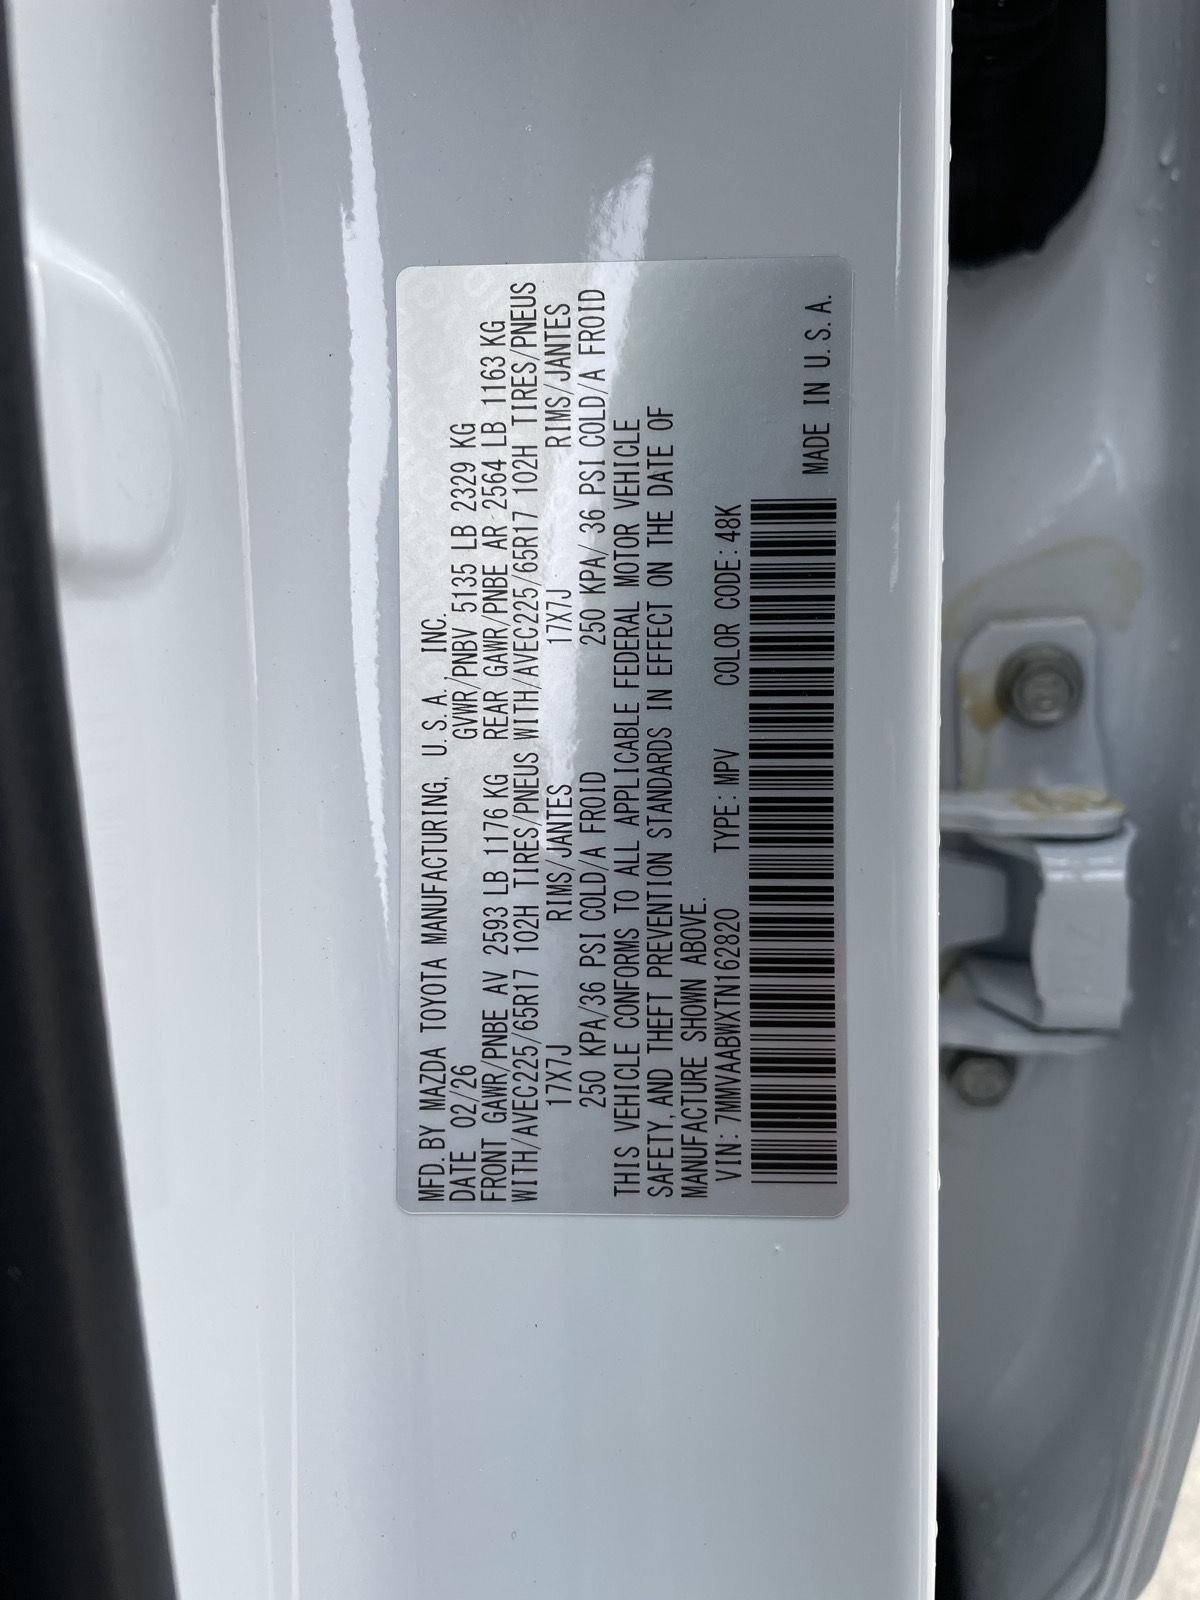 MFD. BY MAZDA TOYOTA MANUFACTURING, U.S.A., INC.
DATE 02/26 GVWR/PNBV 5135 LB 2329 KG
FRONT GAWR/PNBE AV 2593 LB 1176 KG REAR GAWR/PNBE AR 2564 LB 1163 KG
WITH/AVEC225/65R17 102H TIRES/PNEUS WITH/AVEC225/65R17 102H TIRES/PNEUS
17X7J RIMS/JANTES 17X7J RIMS/JANTES
250 KPA/36 PSI COLD/A FROID 250 KPA/ 36 PSI COLD/A FROID
THIS VEHICLE CONFORMS TO ALL APPLICABLE FEDERAL MOTOR VEHICLE
SAFETY, AND THEFT PREVENTION STANDARDS IN EFFECT ON THE DATE OF
MANUFACTURE SHOWN ABOVE.
VIN: 7MMVAABWXTN162820 TYPE: MPV COLOR CODE: 48K
MADE IN U.S.A.